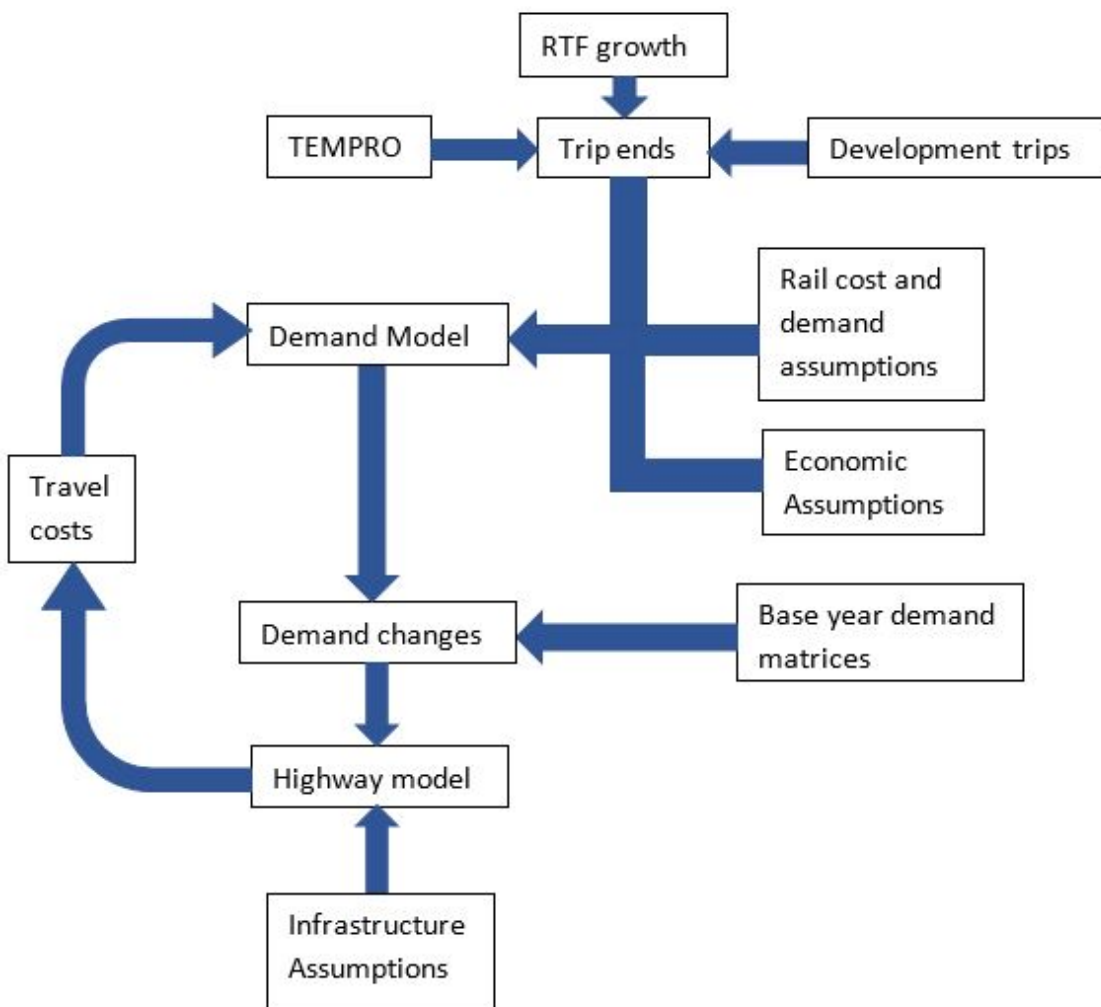 RTF growth
TEMPRO
Trip ends
Development trips
Rail cost and
demand
assumptions
Demand Model
Economic
Assumptions
Travel
costs
Base year demand
matrices
Demand changes
Highway model
Infrastructure
Assumptions